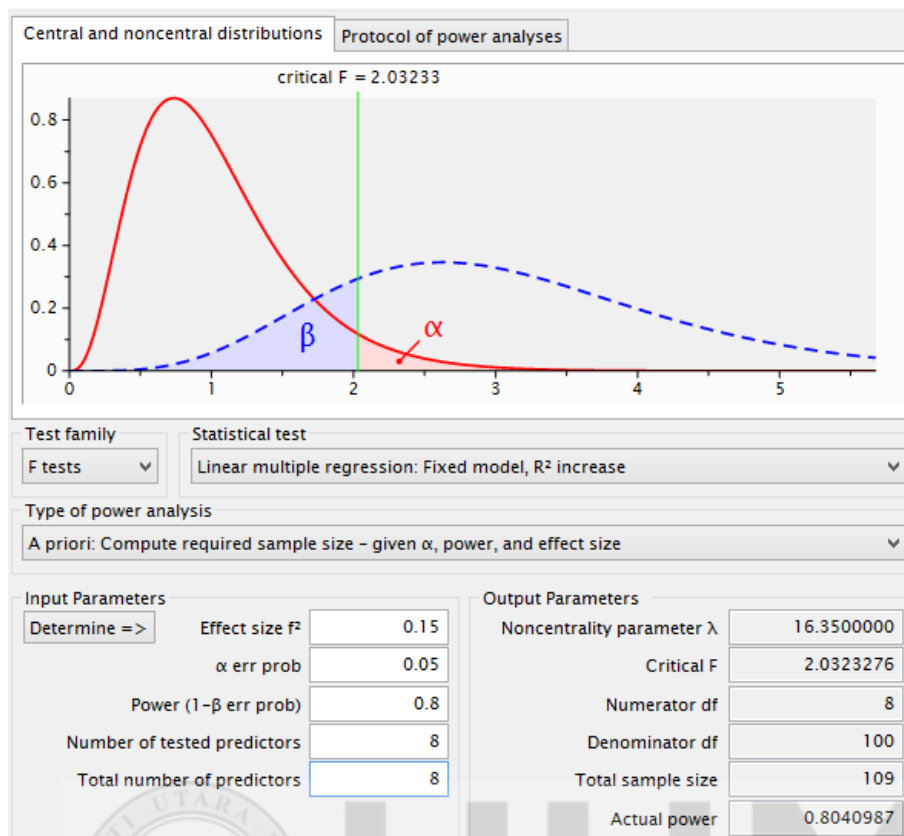 Central and noncentral distributions Protocol of power analyses
critical F = 2.03233
0.8
0.6
0.4
0.2
0
β
α
0 1 2 3 4 5
Test family Statistical test
F tests Linear multiple regression: Fixed model, R² increase
Type of power analysis
A priori: Compute required sample size – given α, power, and effect size
Input Parameters Output Parameters
Determine => Effect size f² 0.15 Noncentrality parameter λ 16.3500000
α err prob 0.05 Critical F 2.0323276
Power (1-β err prob) 0.8 Numerator df 8
Number of tested predictors 8 Denominator df 100
Total number of predictors 8 Total sample size 109
Actual power 0.8040987
UTARA